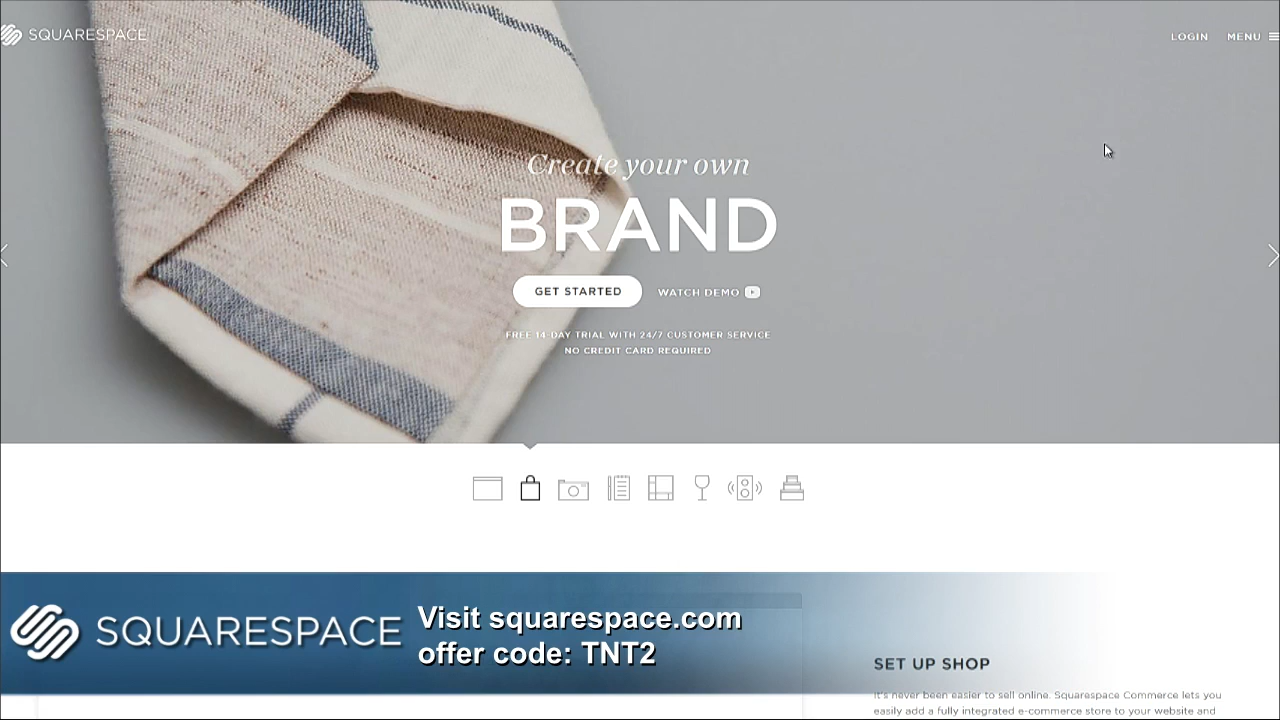 SQUARESPACE
LOGIN MENU
Create your own
BRAND
GET STARTED WATCH DEMO
FREE 14-DAY TRIAL WITH 24/7 CUSTOMER SERVICE
NO CREDIT CARD REQUIRED
SQUARESPACE
Visit squarespace.com
offer code: TNT2
SET UP SHOP
It's never been easier to sell online. Squarespace Commerce lets you
easily add a fully integrated e-commerce store to your website and